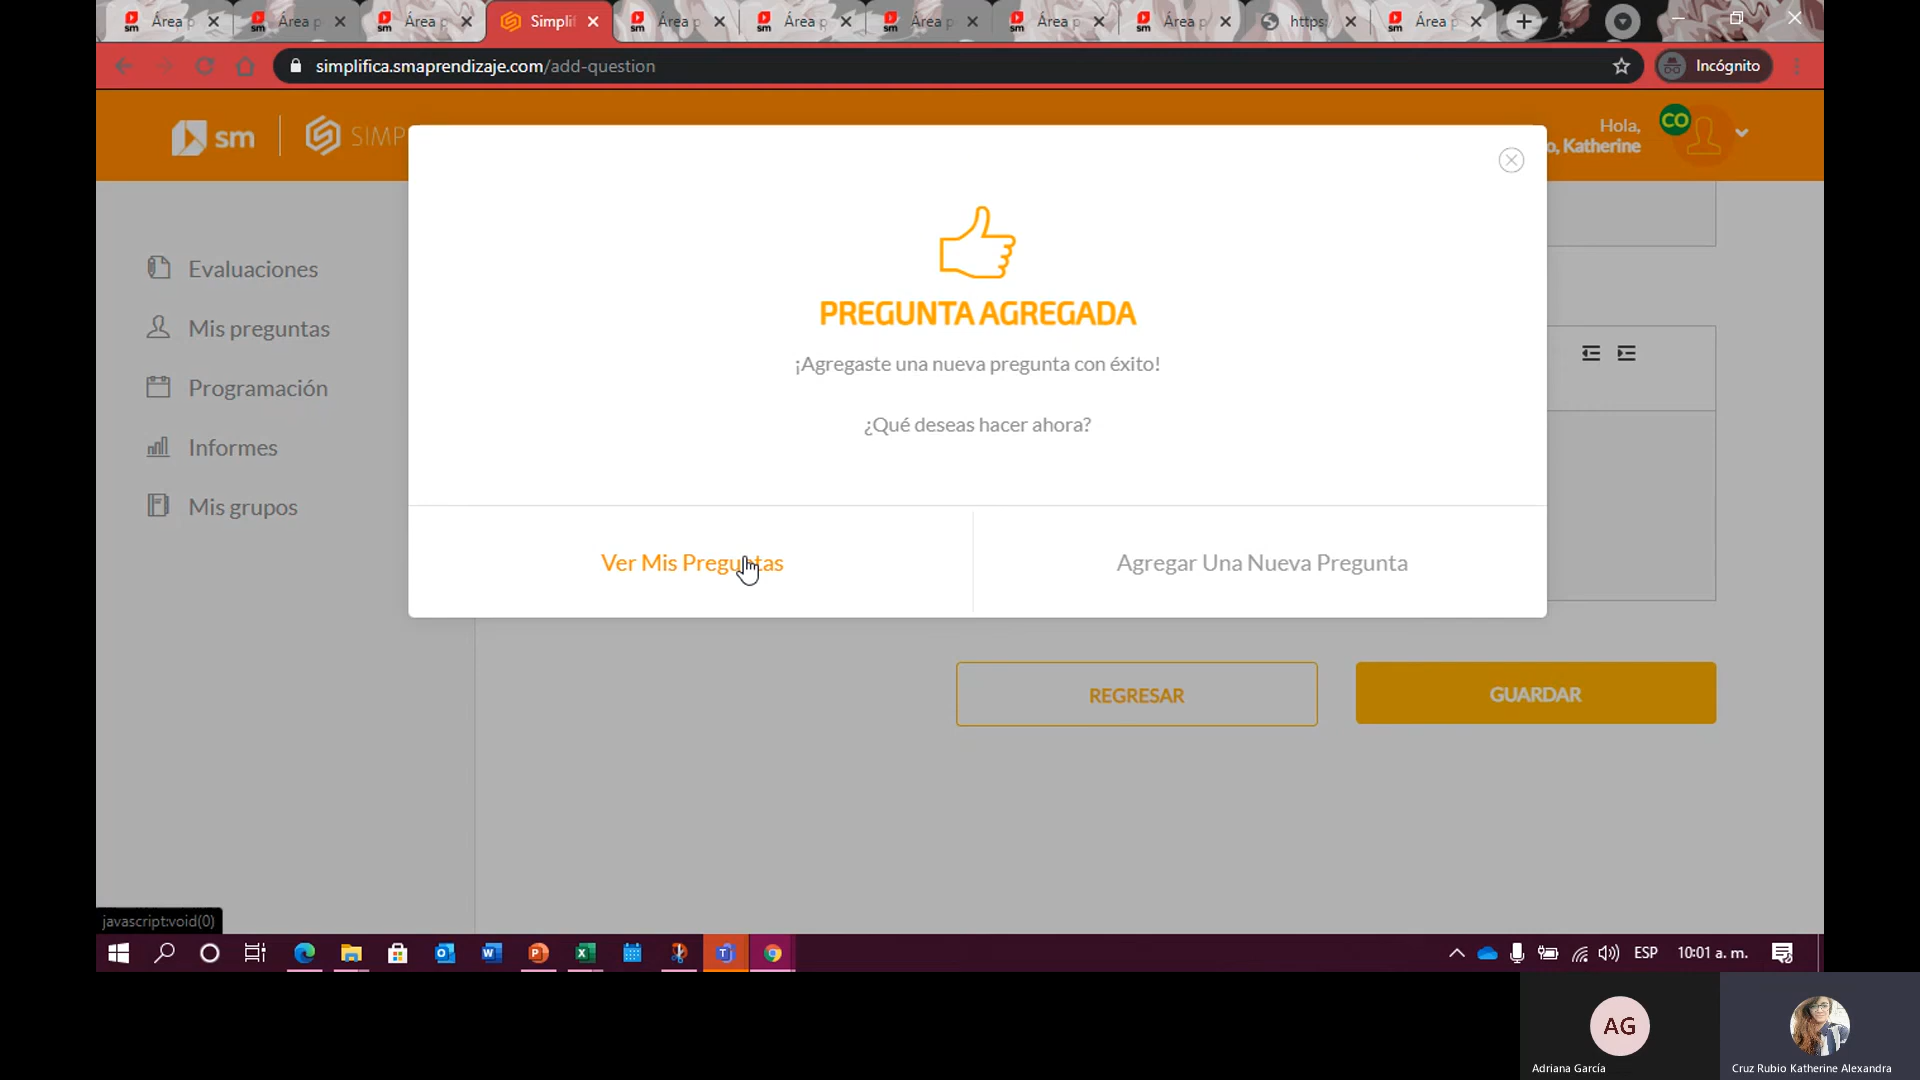 Área p
Área p
Área p
Simplifi
Área p
Área p
Área p
Área p
Área p
https:
Área p
simplifica.smaprendizaje.com/add-question
Incógnito
sm
SIMP
Hola,
o, Katherine
CO
Evaluaciones
Mis preguntas
Programación
Informes
Mis grupos
PREGUNTA AGREGADA
¡Agregaste una nueva pregunta con éxito!
¿Qué deseas hacer ahora?
Ver Mis Preguntas
Agregar Una Nueva Pregunta
REGRESAR
GUARDAR
javascript:void(0)
ESP
10:01 a. m.
AG
Adriana García
Cruz Rubio Katherine Alexandra